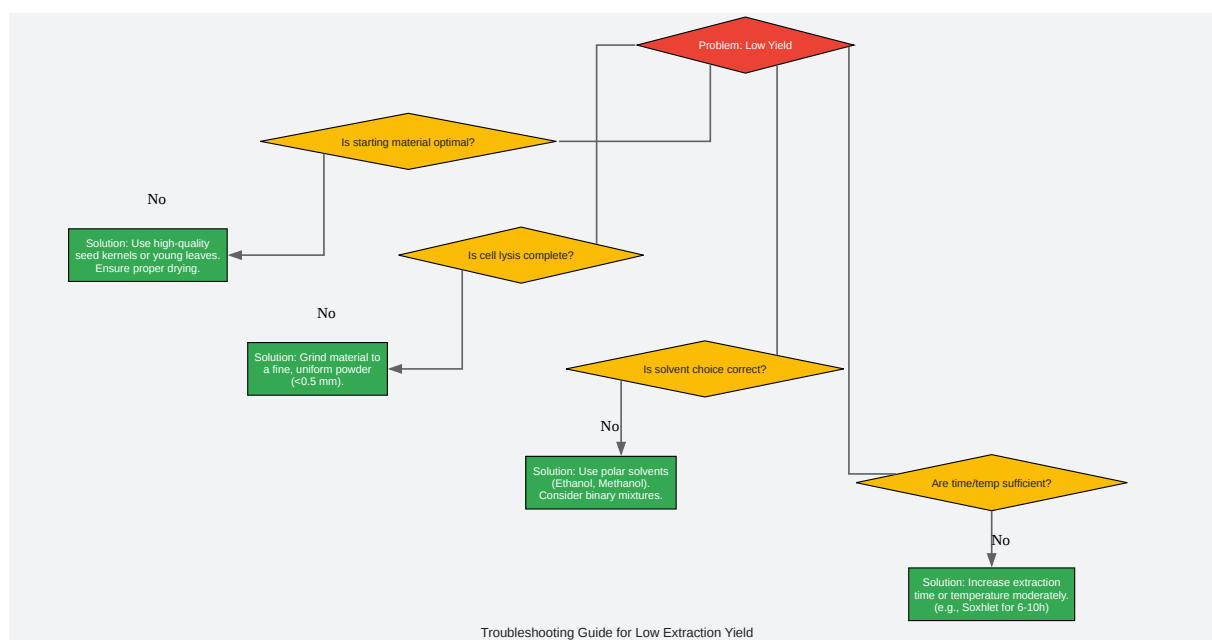 Problem: Low Yield
Is starting material optimal?
No
Solution: Use high-quality
seed kernels or young leaves.
Ensure proper drying.
Is cell lysis complete?
No
Solution: Grind material to
a fine, uniform powder
(<0.5 mm).
Is solvent choice correct?
No
Solution: Use polar solvents
(Ethanol, Methanol).
Consider binary mixtures.
Are time/temp sufficient?
No
Solution: Increase extraction
time or temperature moderately.
(e.g., Soxhlet for 6-10h)
Troubleshooting Guide for Low Extraction Yield